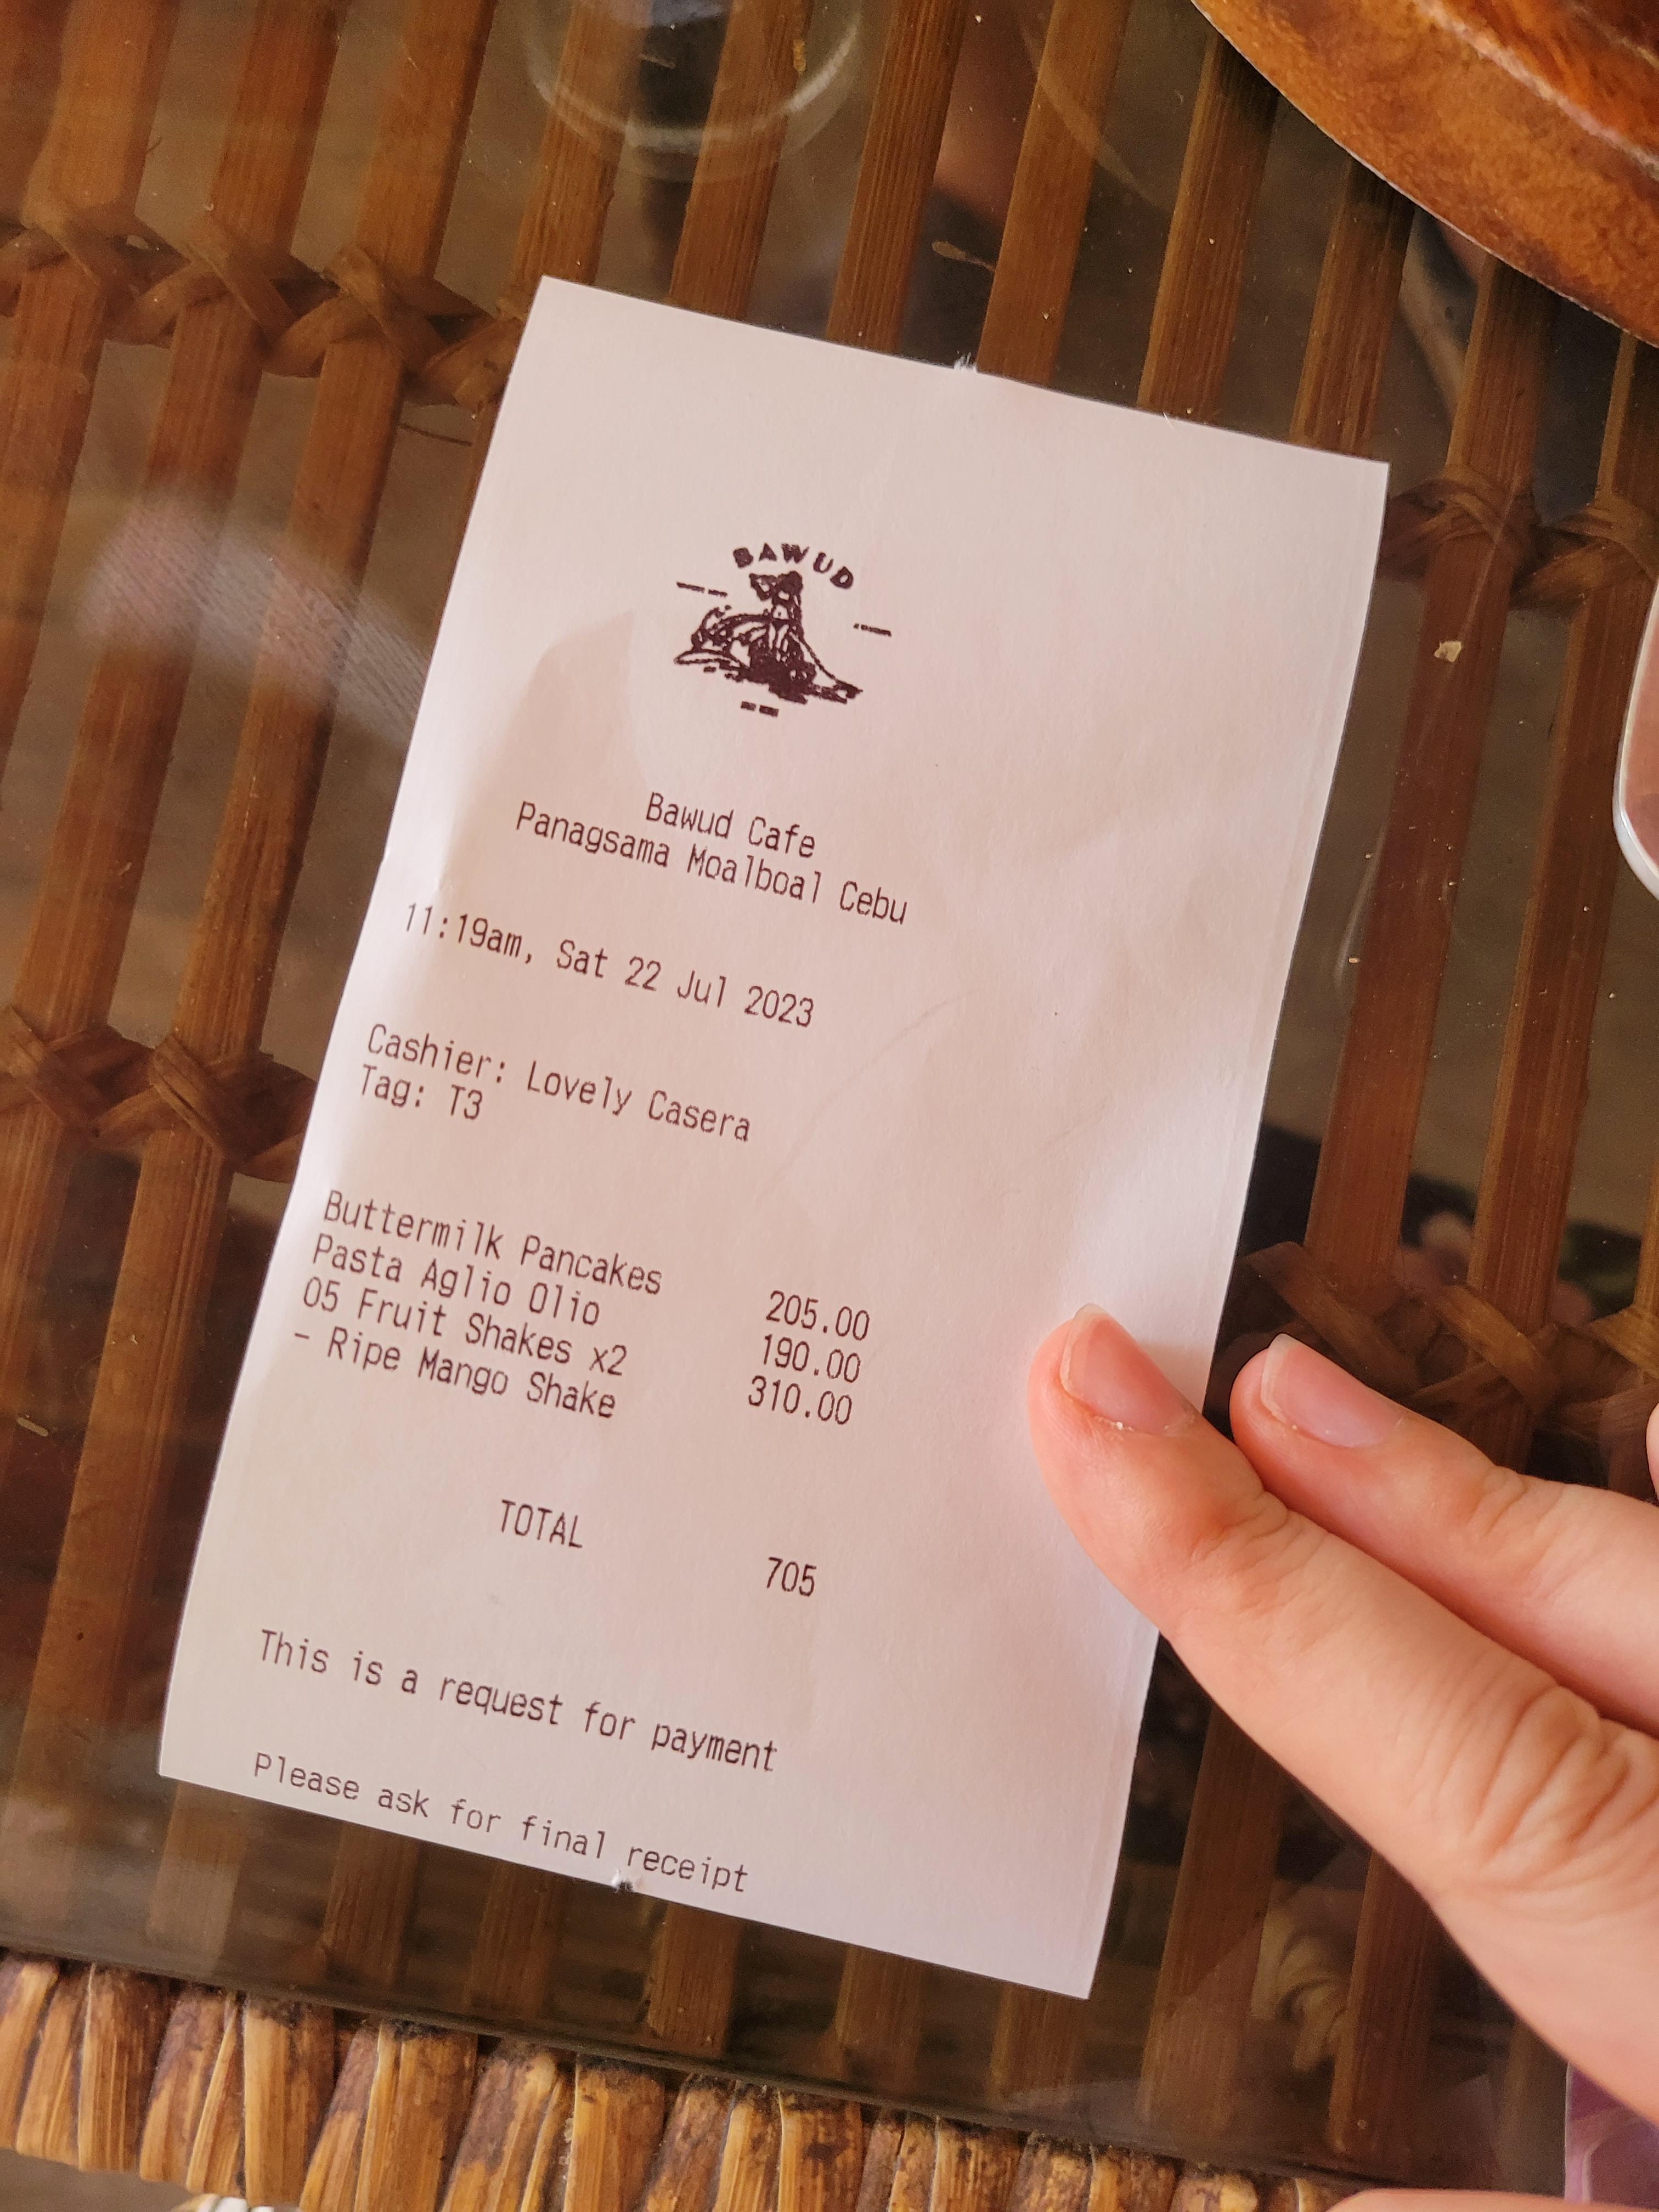 BAWUD
Bawud Cafe
Panagsama Moalboal Cebu
11:19am, Sat 22 Jul 2023
Cashier: Lovely Casera
Tag: T3
Buttermilk Pancakes 205.00
Pasta Aglio Olio 190.00
05 Fruit Shakes x2 310.00
- Ripe Mango Shake
TOTAL 705
This is a request for payment
Please ask for final receipt